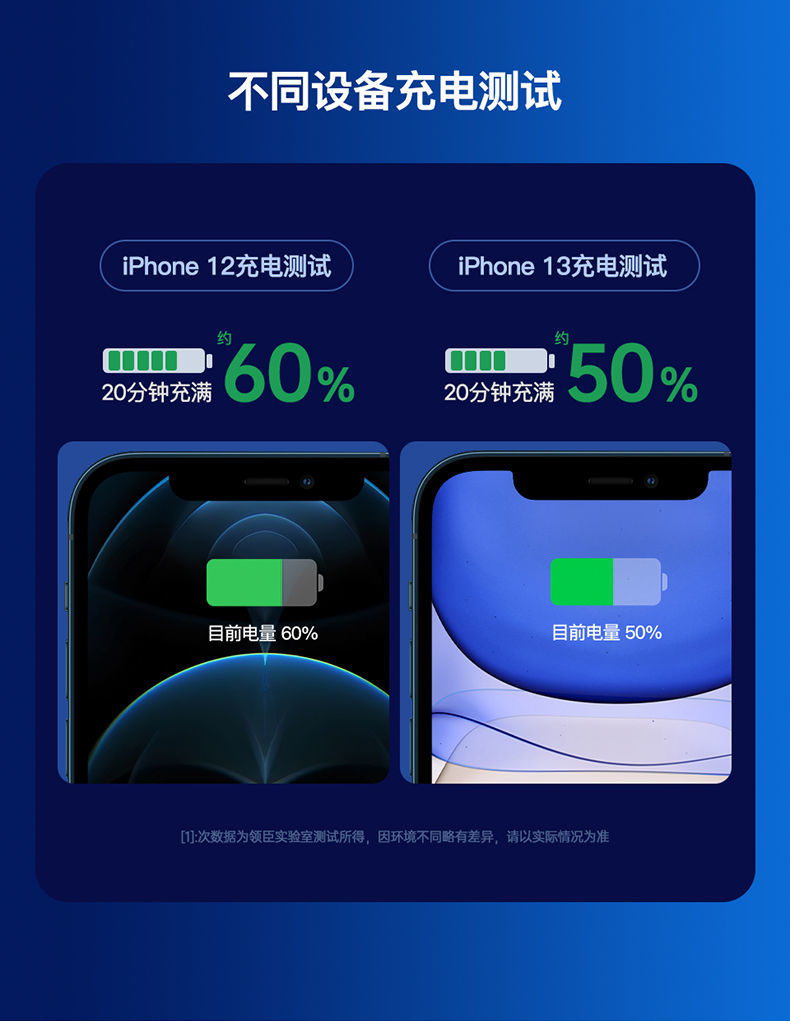 不同设备充电测试
iPhone 12充电测试
iPhone 13充电测试
约
60%
20分钟充满
约
50%
20分钟充满
目前电量 60%
目前电量 50%
[1]:次数据为领臣实验室测试所得，因环境不同略有差异，请以实际情况为准